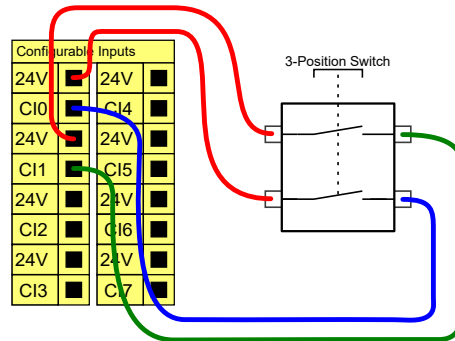 Configurable Inputs
3-Position Switch
24V 24V
CI0 CI4
24V 24V
CI1 CI5
24V 24V
CI2 CI6
24V 24V
CI3 CI7